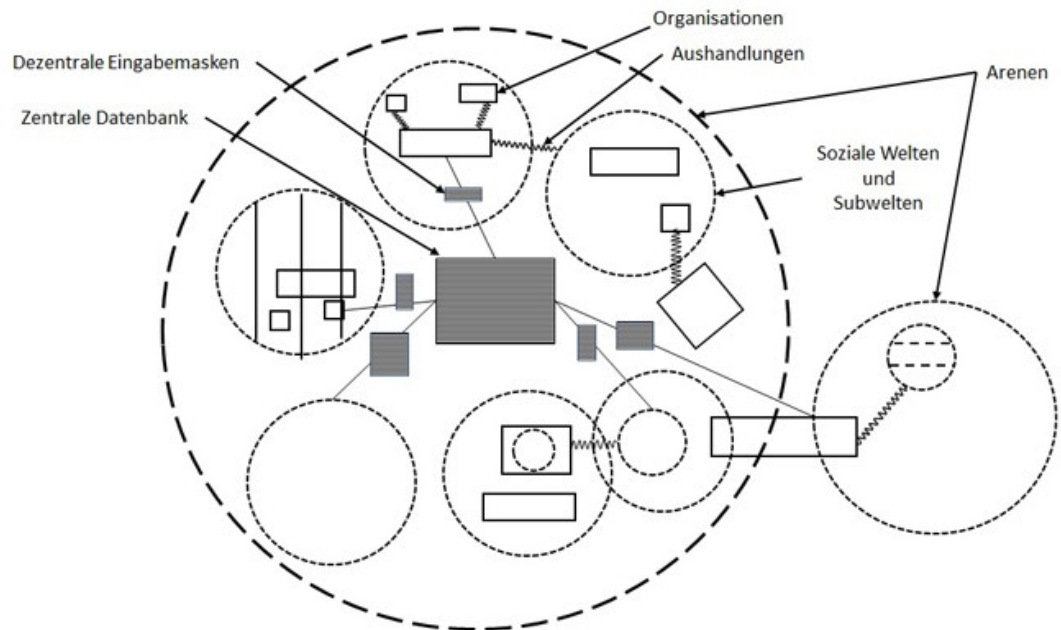 Organisationen
Aushandlungen
Dezentrale Eingabemasken
Zentrale Datenbank
Arenen
Soziale Welten
und
Subwelten